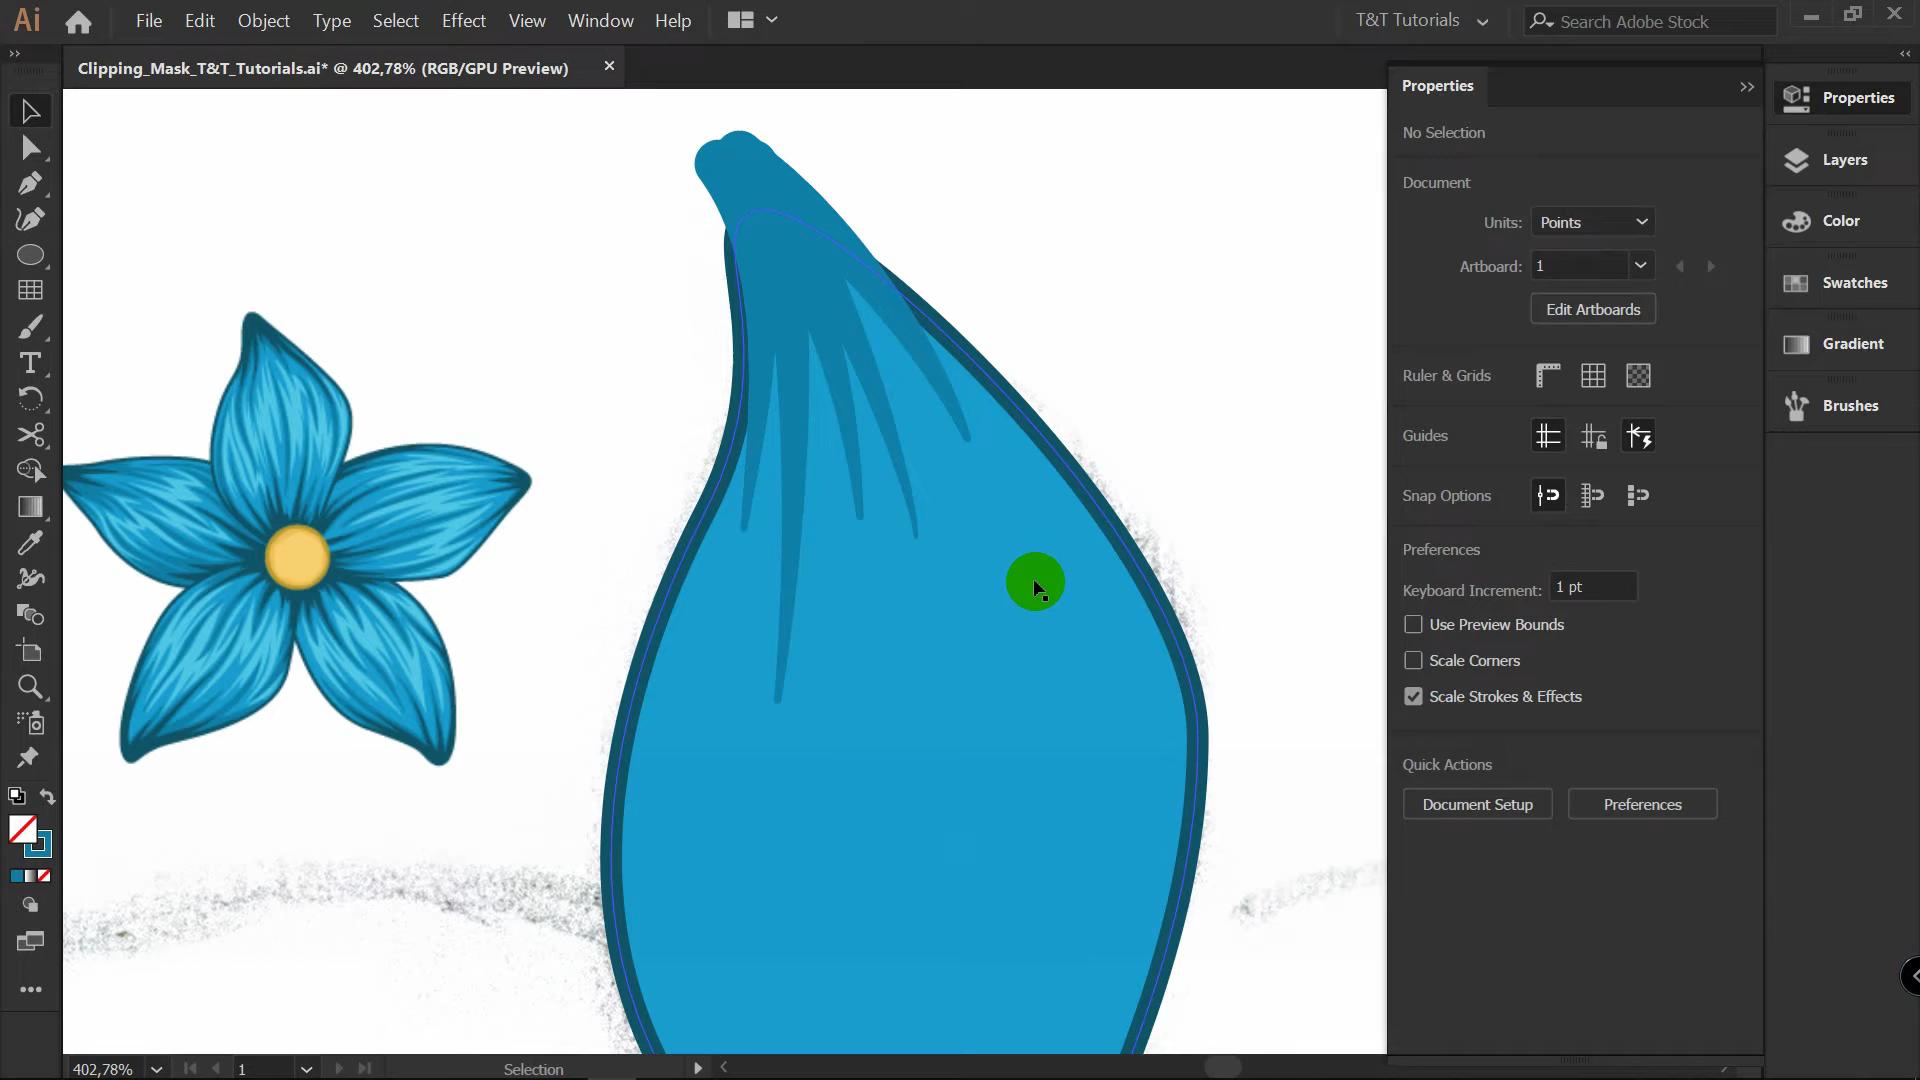 Ai File Edit Object Type Select Effect View Window Help T&T Tutorials Search Adobe Stock
Clipping_Mask_T&T_Tutorials.ai* @ 402,78% (RGB/GPU Preview)
Properties
No Selection
Document
Units: Points
Artboard: 1
Edit Artboards
Ruler & Grids
Guides
Snap Options
Preferences
Keyboard Increment: 1 pt
Use Preview Bounds
Scale Corners
Scale Strokes & Effects
Quick Actions
Document Setup Preferences
Properties
Layers
Color
Swatches
Gradient
Brushes
402,78% 1 Selection